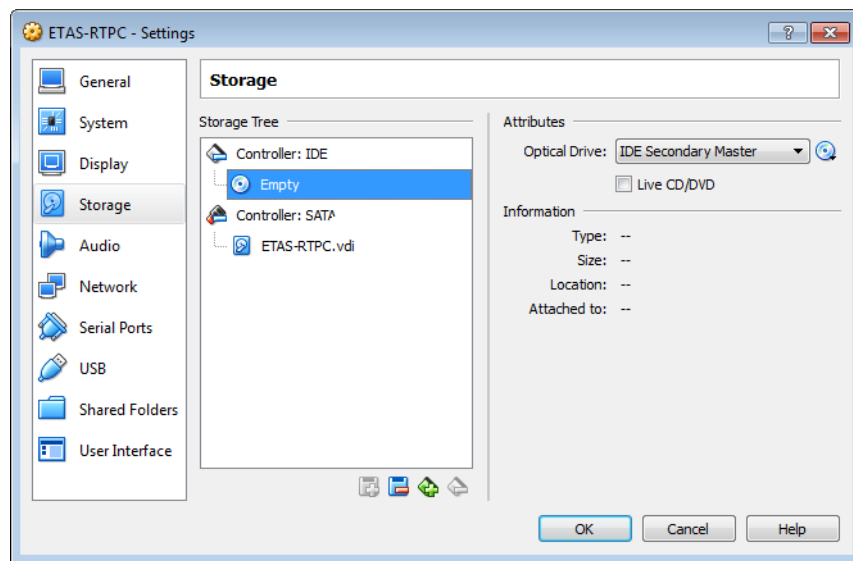 ETAS-RTPC - Settings
General
System
Display
Storage
Audio
Network
Serial Ports
USB
Shared Folders
User Interface
Storage
Storage Tree
Controller: IDE
Empty
Controller: SATA
ETAS-RTPC.vdi
Attributes
Optical Drive: IDE Secondary Master
Live CD/DVD
Information
Type: --
Size: --
Location: --
Attached to: --
OK Cancel Help